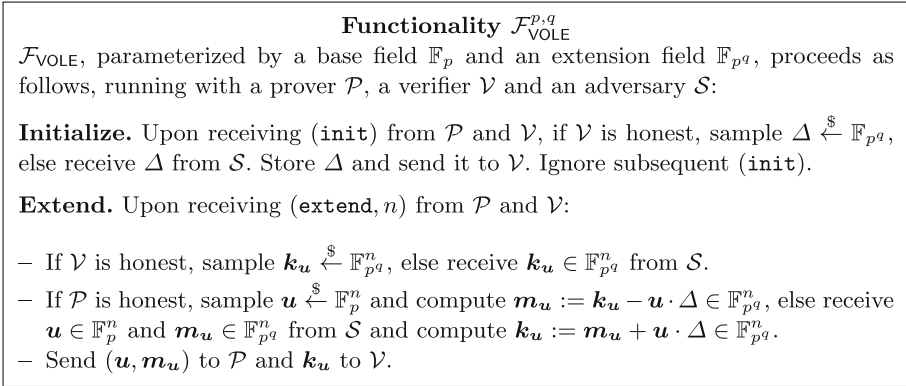 Functionality $\mathcal{F}_{\mathsf{VOLE}}^{p,q}$
$\mathcal{F}_{\mathsf{VOLE}}$, parameterized by a base field $\mathbb{F}_p$ and an extension field $\mathbb{F}_{p^q}$, proceeds as
follows, running with a prover $\mathcal{P}$, a verifier $\mathcal{V}$ and an adversary $\mathcal{S}$:
Initialize. Upon receiving (init) from $\mathcal{P}$ and $\mathcal{V}$, if $\mathcal{V}$ is honest, sample $\Delta \xleftarrow{\$} \mathbb{F}_{p^q}$,
else receive $\Delta$ from $\mathcal{S}$. Store $\Delta$ and send it to $\mathcal{V}$. Ignore subsequent (init).
Extend. Upon receiving (extend, $n$) from $\mathcal{P}$ and $\mathcal{V}$:
– If $\mathcal{V}$ is honest, sample $\boldsymbol{k_u} \xleftarrow{\$} \mathbb{F}_{p^q}^n$, else receive $\boldsymbol{k_u} \in \mathbb{F}_{p^q}^n$ from $\mathcal{S}$.
– If $\mathcal{P}$ is honest, sample $\boldsymbol{u} \xleftarrow{\$} \mathbb{F}_p^n$ and compute $\boldsymbol{m_u} := \boldsymbol{k_u} - \boldsymbol{u} \cdot \Delta \in \mathbb{F}_{p^q}^n$, else receive
$\boldsymbol{u} \in \mathbb{F}_p^n$ and $\boldsymbol{m_u} \in \mathbb{F}_{p^q}^n$ from $\mathcal{S}$ and compute $\boldsymbol{k_u} := \boldsymbol{m_u} + \boldsymbol{u} \cdot \Delta \in \mathbb{F}_{p^q}^n$.
– Send $(\boldsymbol{u}, \boldsymbol{m_u})$ to $\mathcal{P}$ and $\boldsymbol{k_u}$ to $\mathcal{V}$.